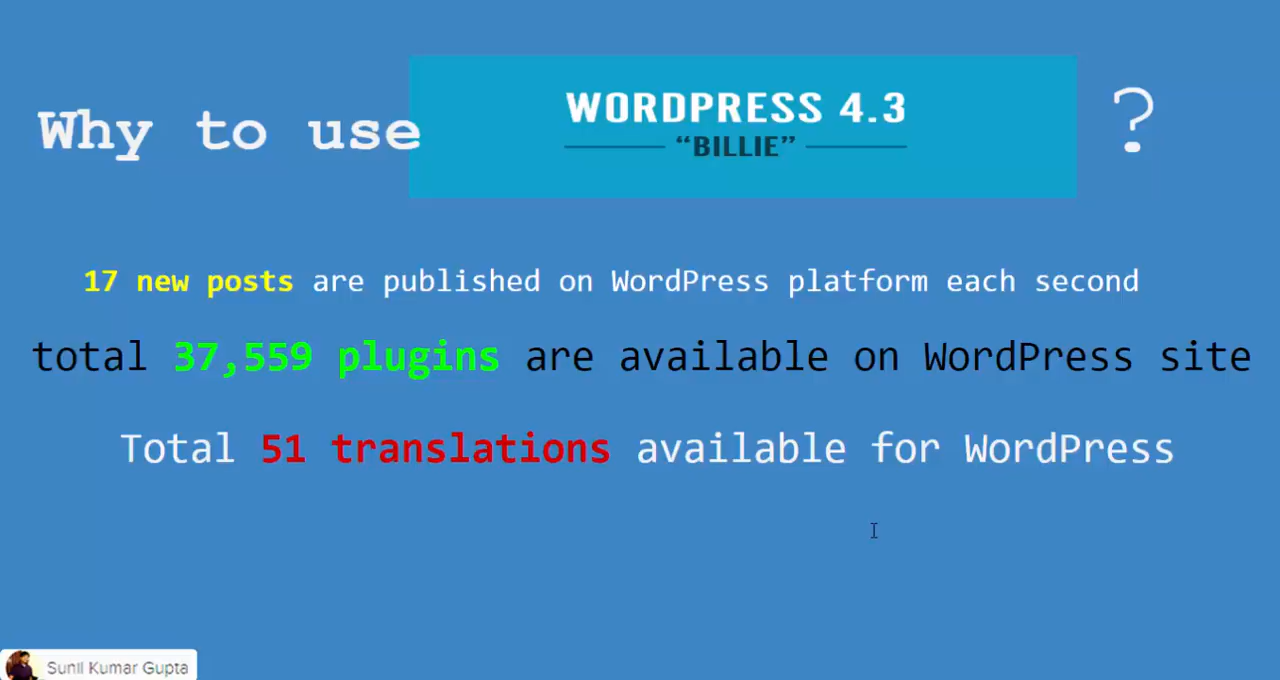 Why to use WORDPRESS 4.3 ?
“BILLIE”
17 new posts are published on WordPress platform each second
total 37,559 plugins are available on WordPress site
Total 51 translations available for WordPress
Sunil Kumar Gupta